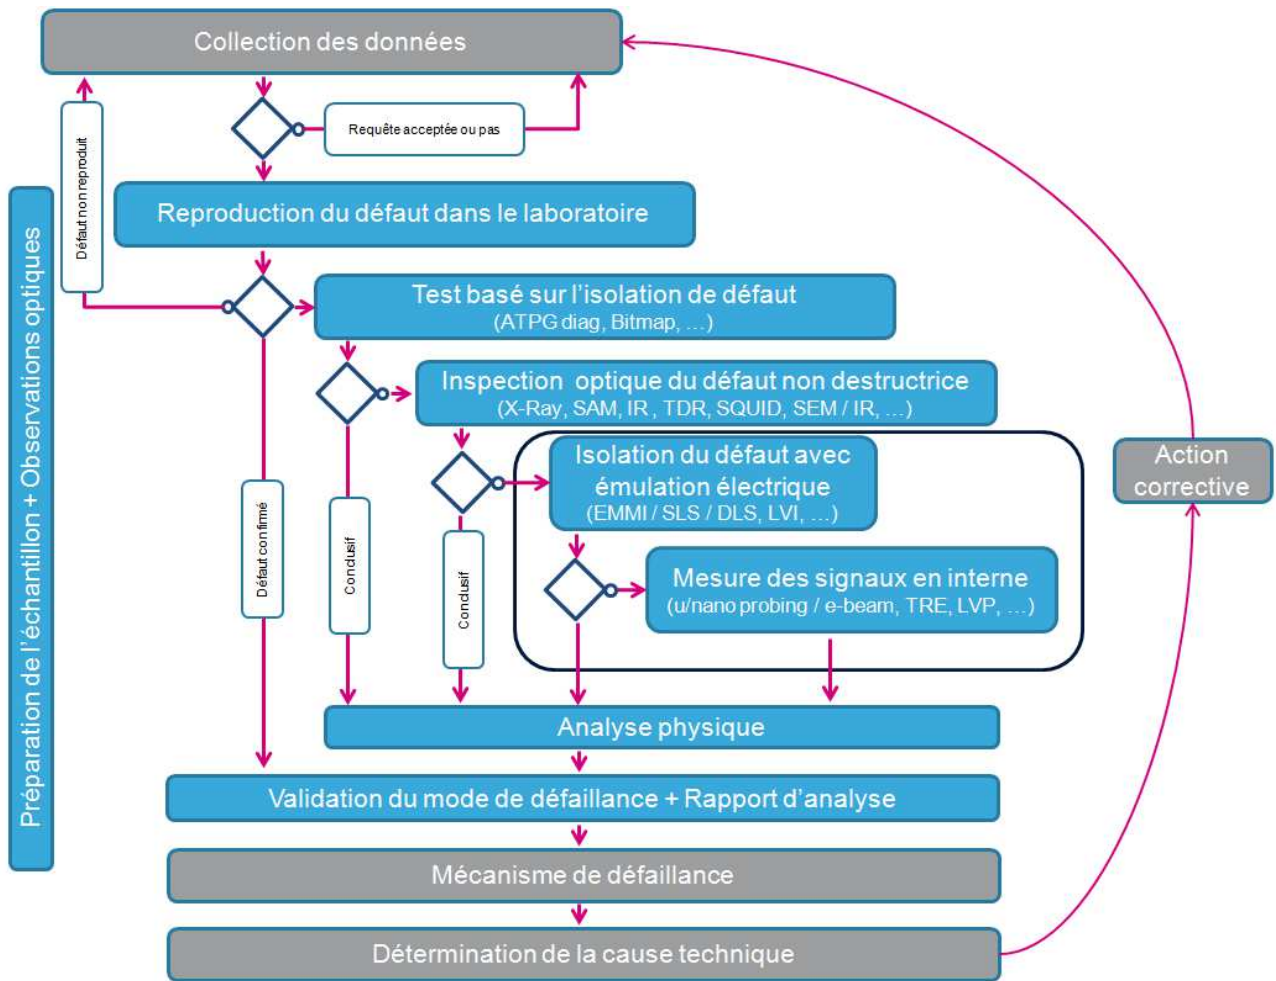 Collection des données
Requête acceptée ou pas
Défaut non reproduit
Préparation de l'échantillon + Observations optiques
Reproduction du défaut dans le laboratoire
Test basé sur l'isolation de défaut
(ATPG diag, Bitmap, ...)
Inspection optique du défaut non destructrice
(X-Ray, SAM, IR, TDR, SQUID, SEM / IR, ...)
Isolation du défaut avec
émulation électrique
(EMMI / SLS / DLS, LVI, ...)
Action
corrective
Défaut confirmé
Conclusif
Conclusif
Mesure des signaux en interne
(u/nano probing / e-beam, TRE, LVP, ...)
Analyse physique
Validation du mode de défaillance + Rapport d'analyse
Mécanisme de défaillance
Détermination de la cause technique